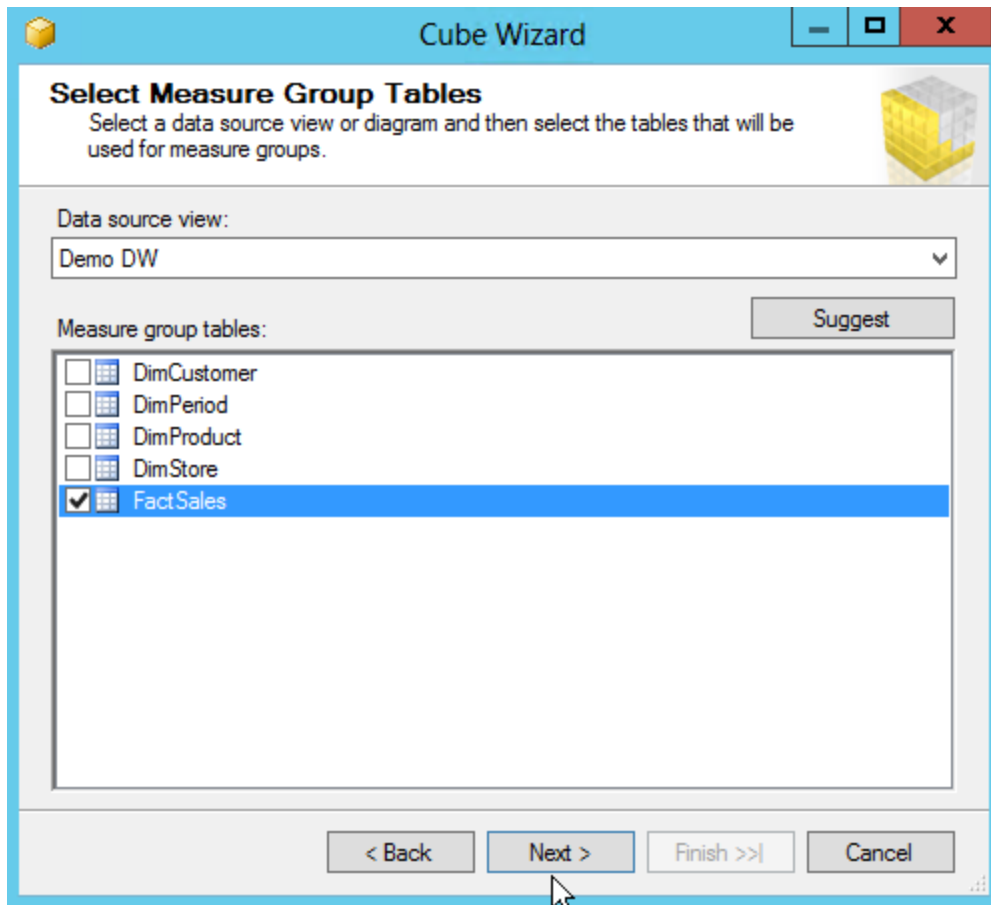 Cube Wizard
Select Measure Group Tables
Select a data source view or diagram and then select the tables that will be
used for measure groups.
Data source view:
Demo DW
Suggest
Measure group tables:
DimCustomer
DimPeriod
DimProduct
DimStore
FactSales
< Back Next > Finish >>| Cancel